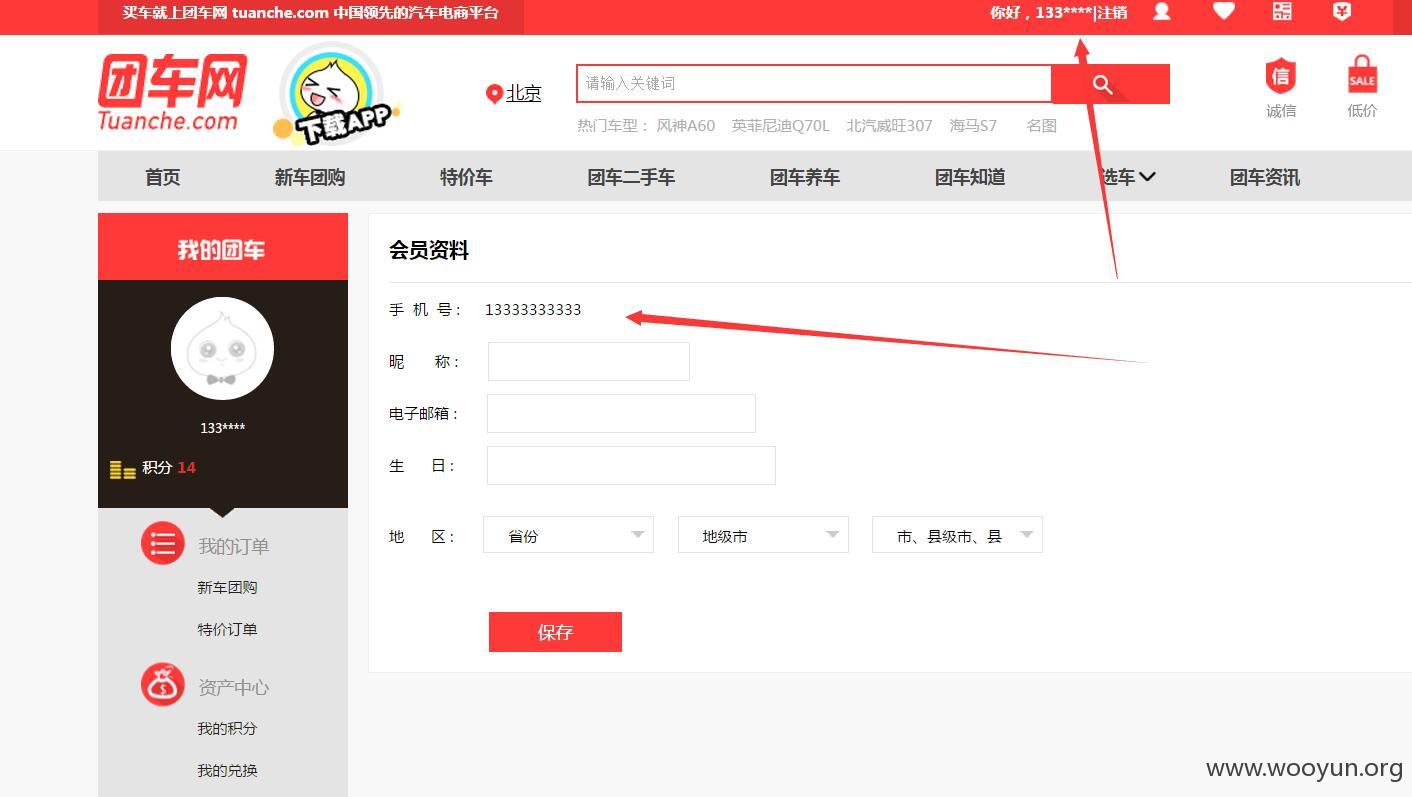 买车就上团车网 tuanche.com 中国领先的汽车电商平台
你好，133****|注销
团车网
Tuanche.com
下载APP
北京
请输入关键词
信
诚信
SALE
低价
热门车型： 风神A60 英菲尼迪Q70L 北汽威旺307 海马S7 名图
首页 新车团购 特价车 团车二手车 团车养车 团车知道 选车 团车资讯
我的团车
133****
积分 14
我的订单
新车团购
特价订单
资产中心
我的积分
我的兑换
会员资料
手 机 号： 13333333333
昵 称：
电子邮箱：
生 日：
地 区： 省份 地级市 市、县级市、县
保存
www.wooyun.org